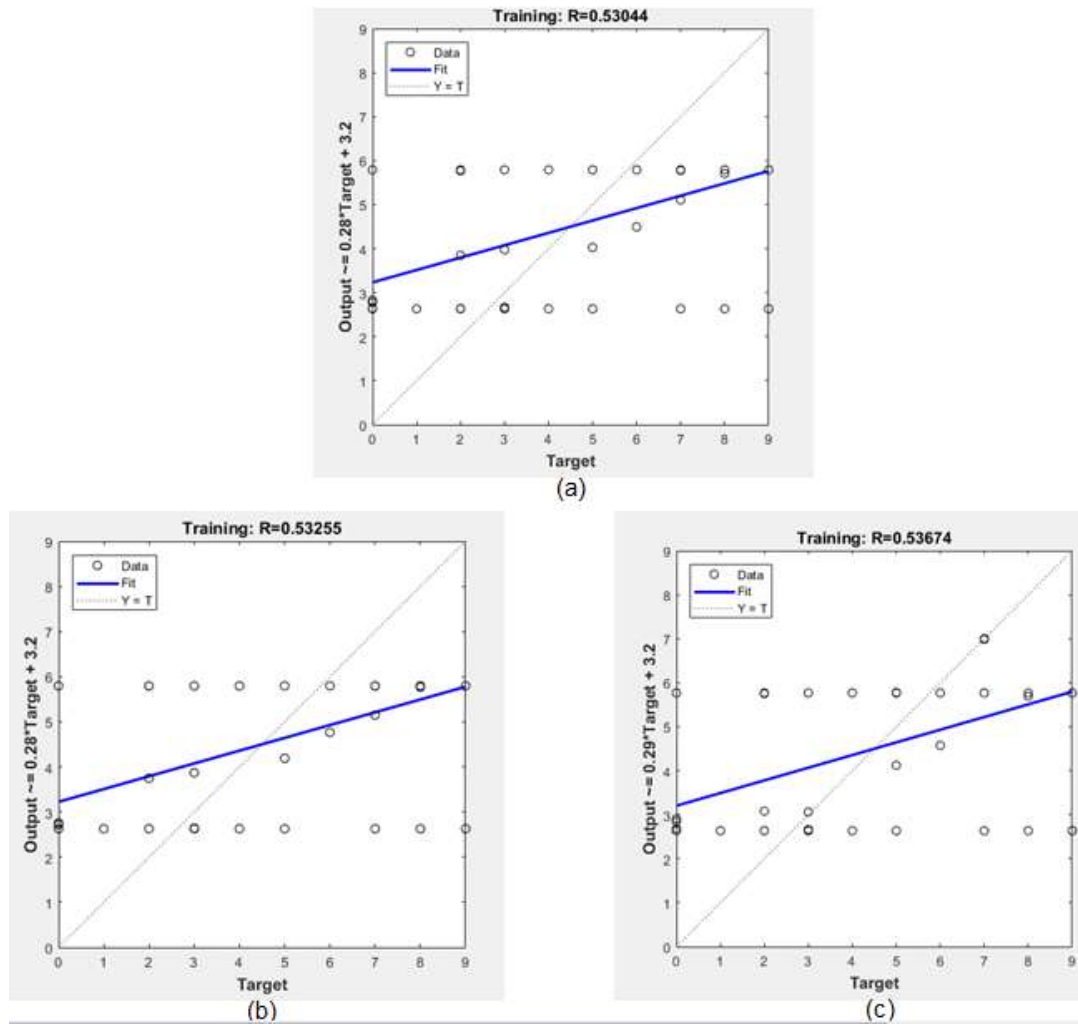 Training: R=0.53044
Output ~= 0.28*Target + 3.2
Data
Fit
Y = T
9
8
7
6
5
4
3
2
1
0
0 1 2 3 4 5 6 7 8 9
Target
(a)
Training: R=0.53255
Output ~= 0.28*Target + 3.2
Data
Fit
Y = T
9
8
7
6
5
4
3
2
1
0
0 1 2 3 4 5 6 7 8 9
Target
(b)
Training: R=0.53674
Output ~= 0.29*Target + 3.2
Data
Fit
Y = T
9
8
7
6
5
4
3
2
1
0
0 1 2 3 4 5 6 7 8 9
Target
(c)